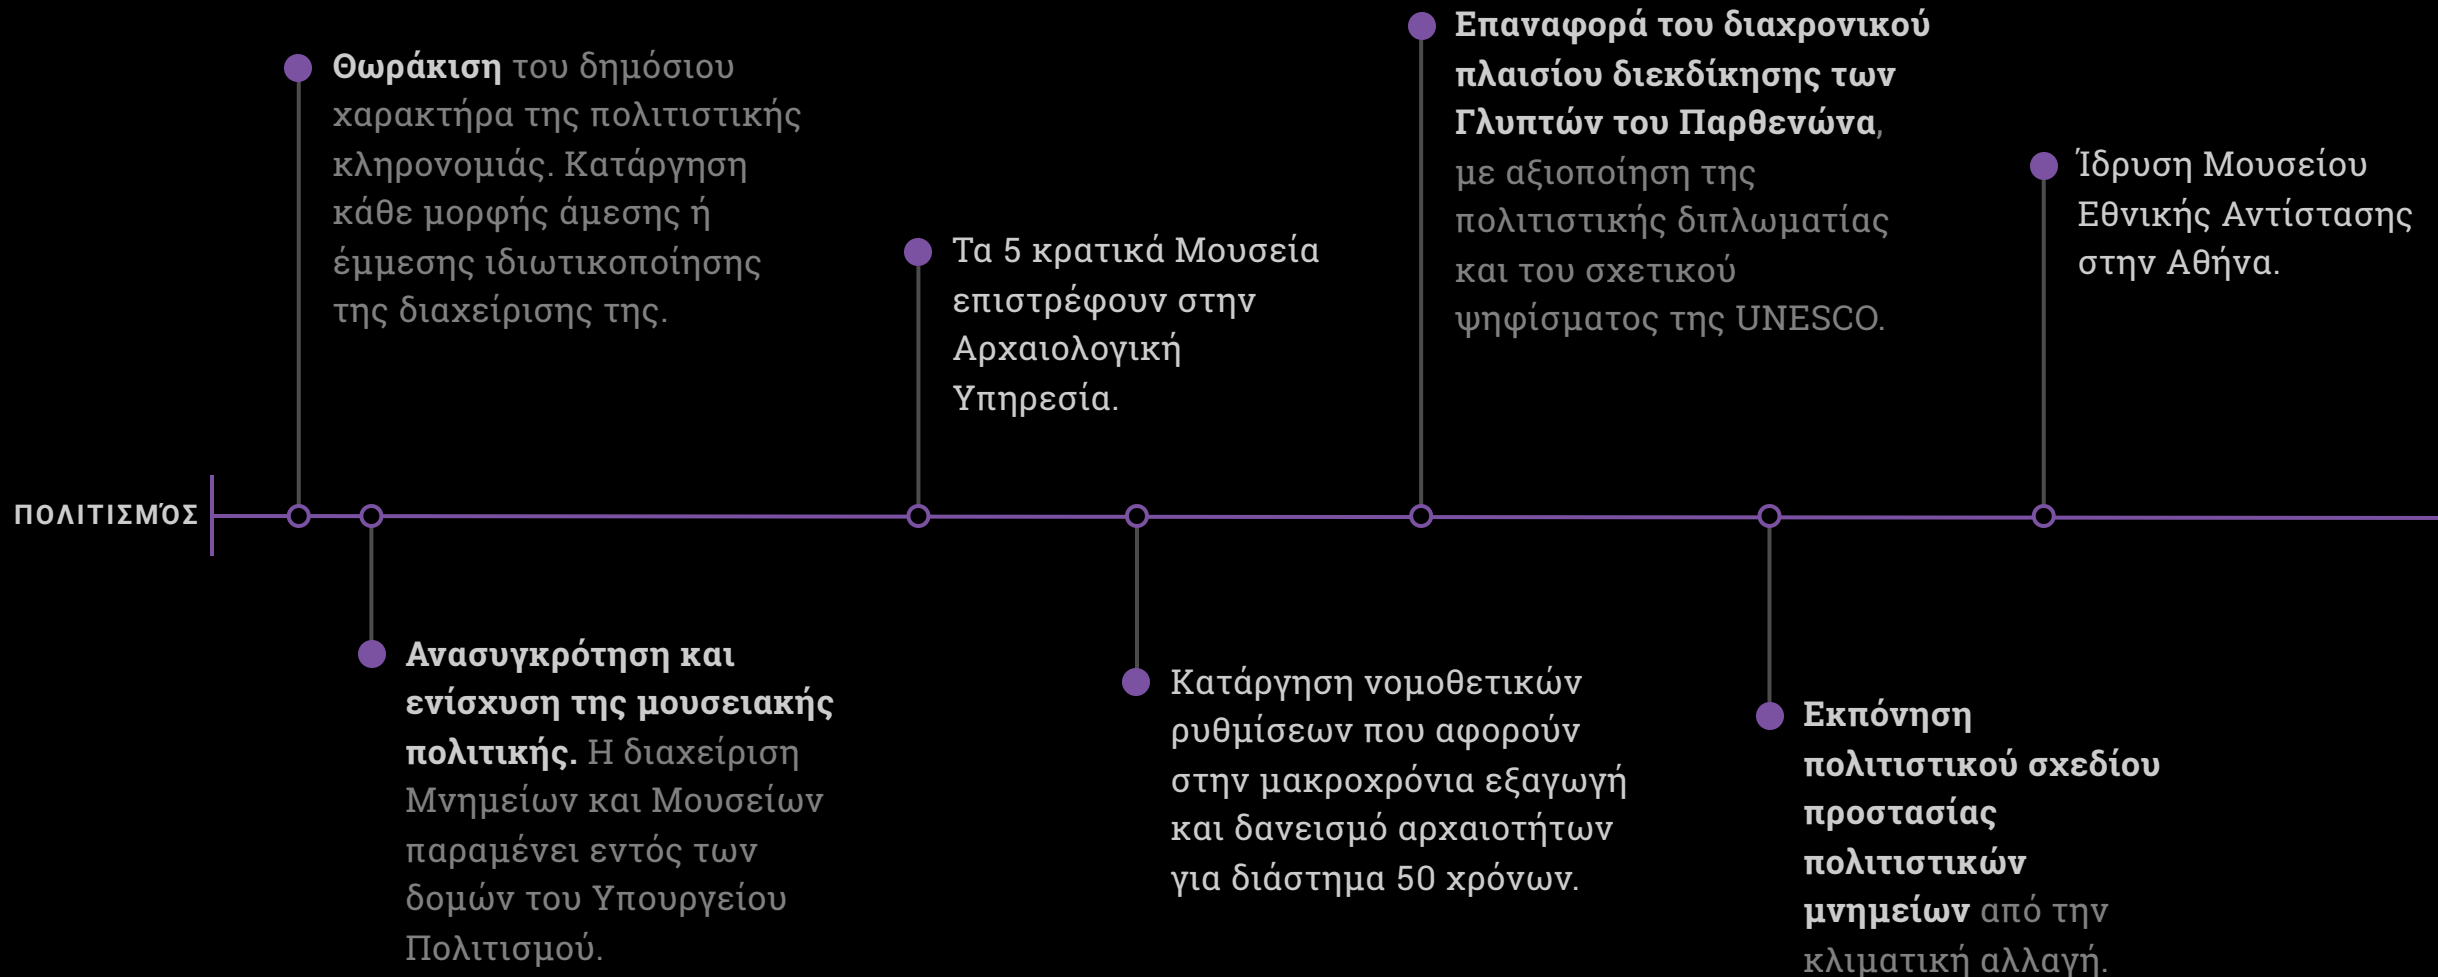 Θωράκιση του δημόσιου
χαρακτήρα της πολιτιστικής
κληρονομιάς. Κατάργηση
κάθε μορφής άμεσης ή
έμμεσης ιδιωτικοποίησης
της διαχείρισης της.
Τα 5 κρατικά Μουσεία
επιστρέφουν στην
Αρχαιολογική
Υπηρεσία.
Επαναφορά του διαχρονικού
πλαισίου διεκδίκησης των
Γλυπτών του Παρθενώνα,
με αξιοποίηση της
πολιτιστικής διπλωματίας
και του σχετικού
ψηφίσματος της UNESCO.
Ίδρυση Μουσείου
Εθνικής Αντίστασης
στην Αθήνα.
ΠΟΛΙΤΙΣΜΌΣ
Ανασυγκρότηση και
ενίσχυση της μουσειακής
πολιτικής. Η διαχείριση
Μνημείων και Μουσείων
παραμένει εντός των
δομών του Υπουργείου
Πολιτισμού.
Κατάργηση νομοθετικών
ρυθμίσεων που αφορούν
στην μακροχρόνια εξαγωγή
και δανεισμό αρχαιοτήτων
για διάστημα 50 χρόνων.
Εκπόνηση
πολιτιστικού σχεδίου
προστασίας
πολιτιστικών
μνημείων από την
κλιματική αλλαγή.